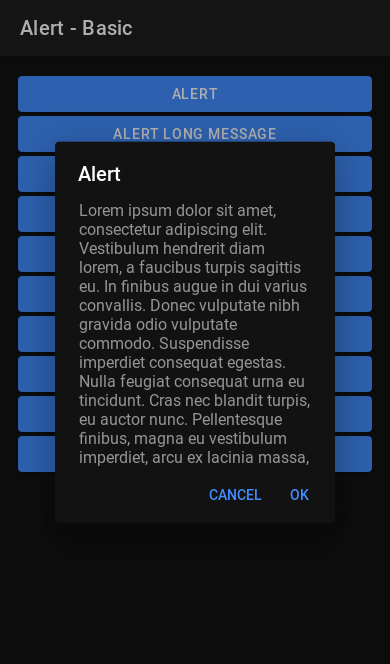 Alert - Basic
ALERT
ALERT LONG MESSAGE
Alert
Lorem ipsum dolor sit amet,
consectetur adipiscing elit.
Vestibulum hendrerit diam
lorem, a faucibus turpis sagittis
eu. In finibus augue in dui varius
convallis. Donec vulputate nibh
gravida odio vulputate
commodo. Suspendisse
imperdiet consequat egestas.
Nulla feugiat consequat urna eu
tincidunt. Cras nec blandit turpis,
eu auctor nunc. Pellentesque
finibus, magna eu vestibulum
imperdiet, arcu ex lacinia massa,
CANCEL OK